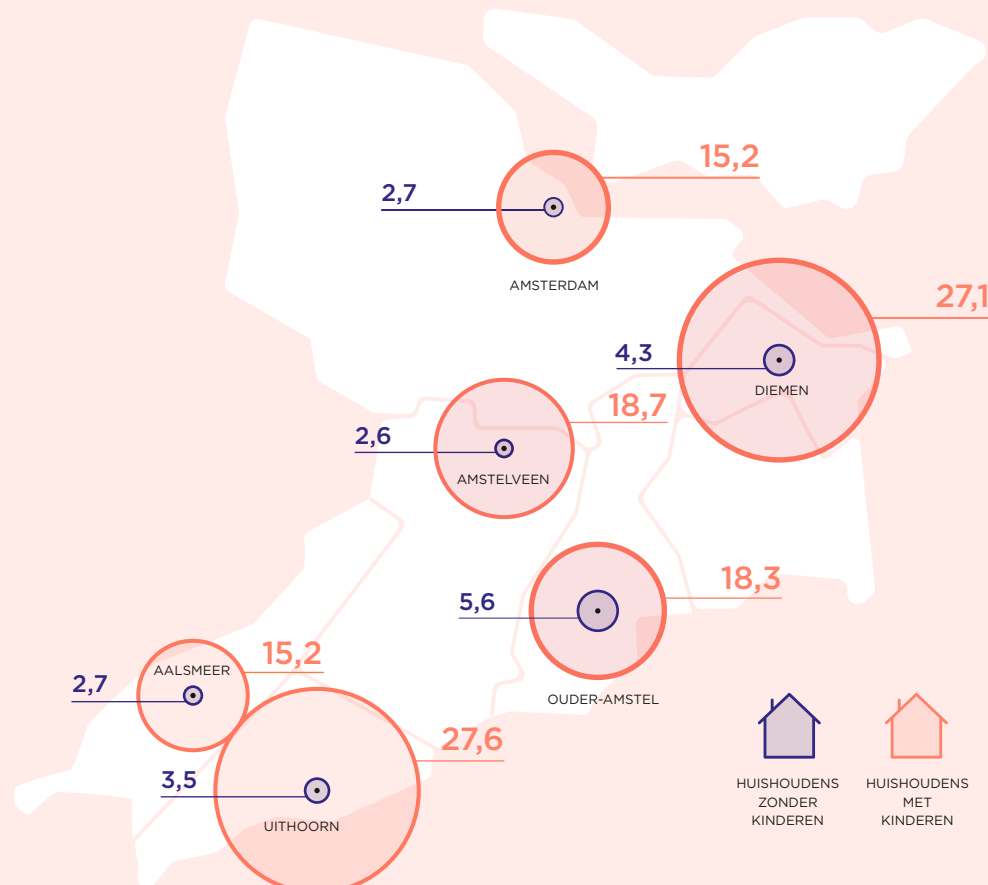 15,2
2,7
AMSTERDAM
27,1
4,3
DIEMEN
18,7
2,6
AMSTELVEEN
18,3
5,6
OUDER-AMSTEL
15,2
AALSMEER
2,7
27,6
3,5
UITHOORN
HUISHOUDENS
ZONDER
KINDEREN
HUISHOUDENS
MET
KINDEREN